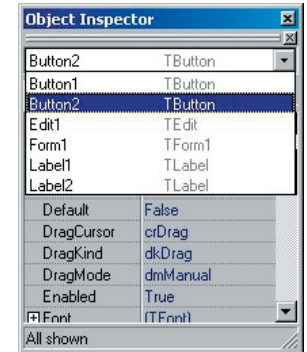 Object Inspector
Button2 TButton
Button1 TButton
Button2 TButton
Edit1 TEdit
Form1 TForm1
Label1 TLabel
Label2 TLabel
Default False
DragCursor crDrag
DragKind dkDrag
DragMode dmManual
Enabled True
Font (TFont)
All shown